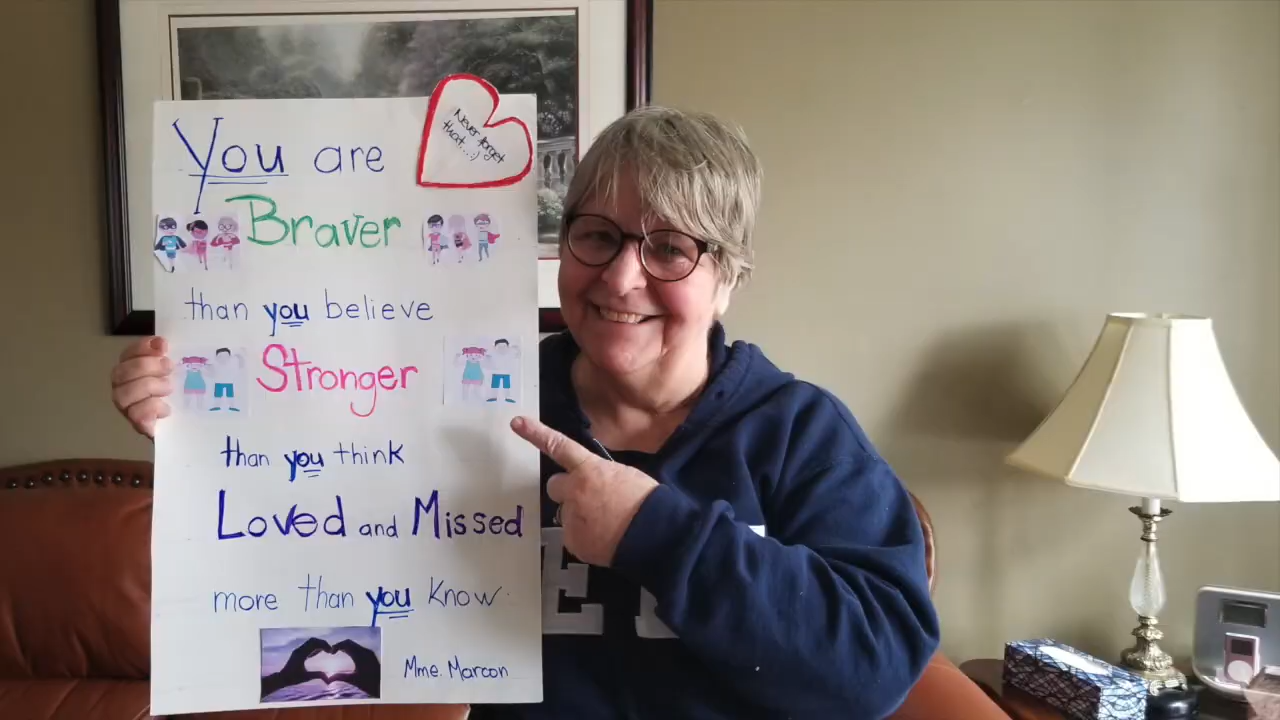 You are
Never forget
that...:)
Braver
than you believe
Stronger
than you think
Loved and Missed
more than you know.
Mme. Marcon